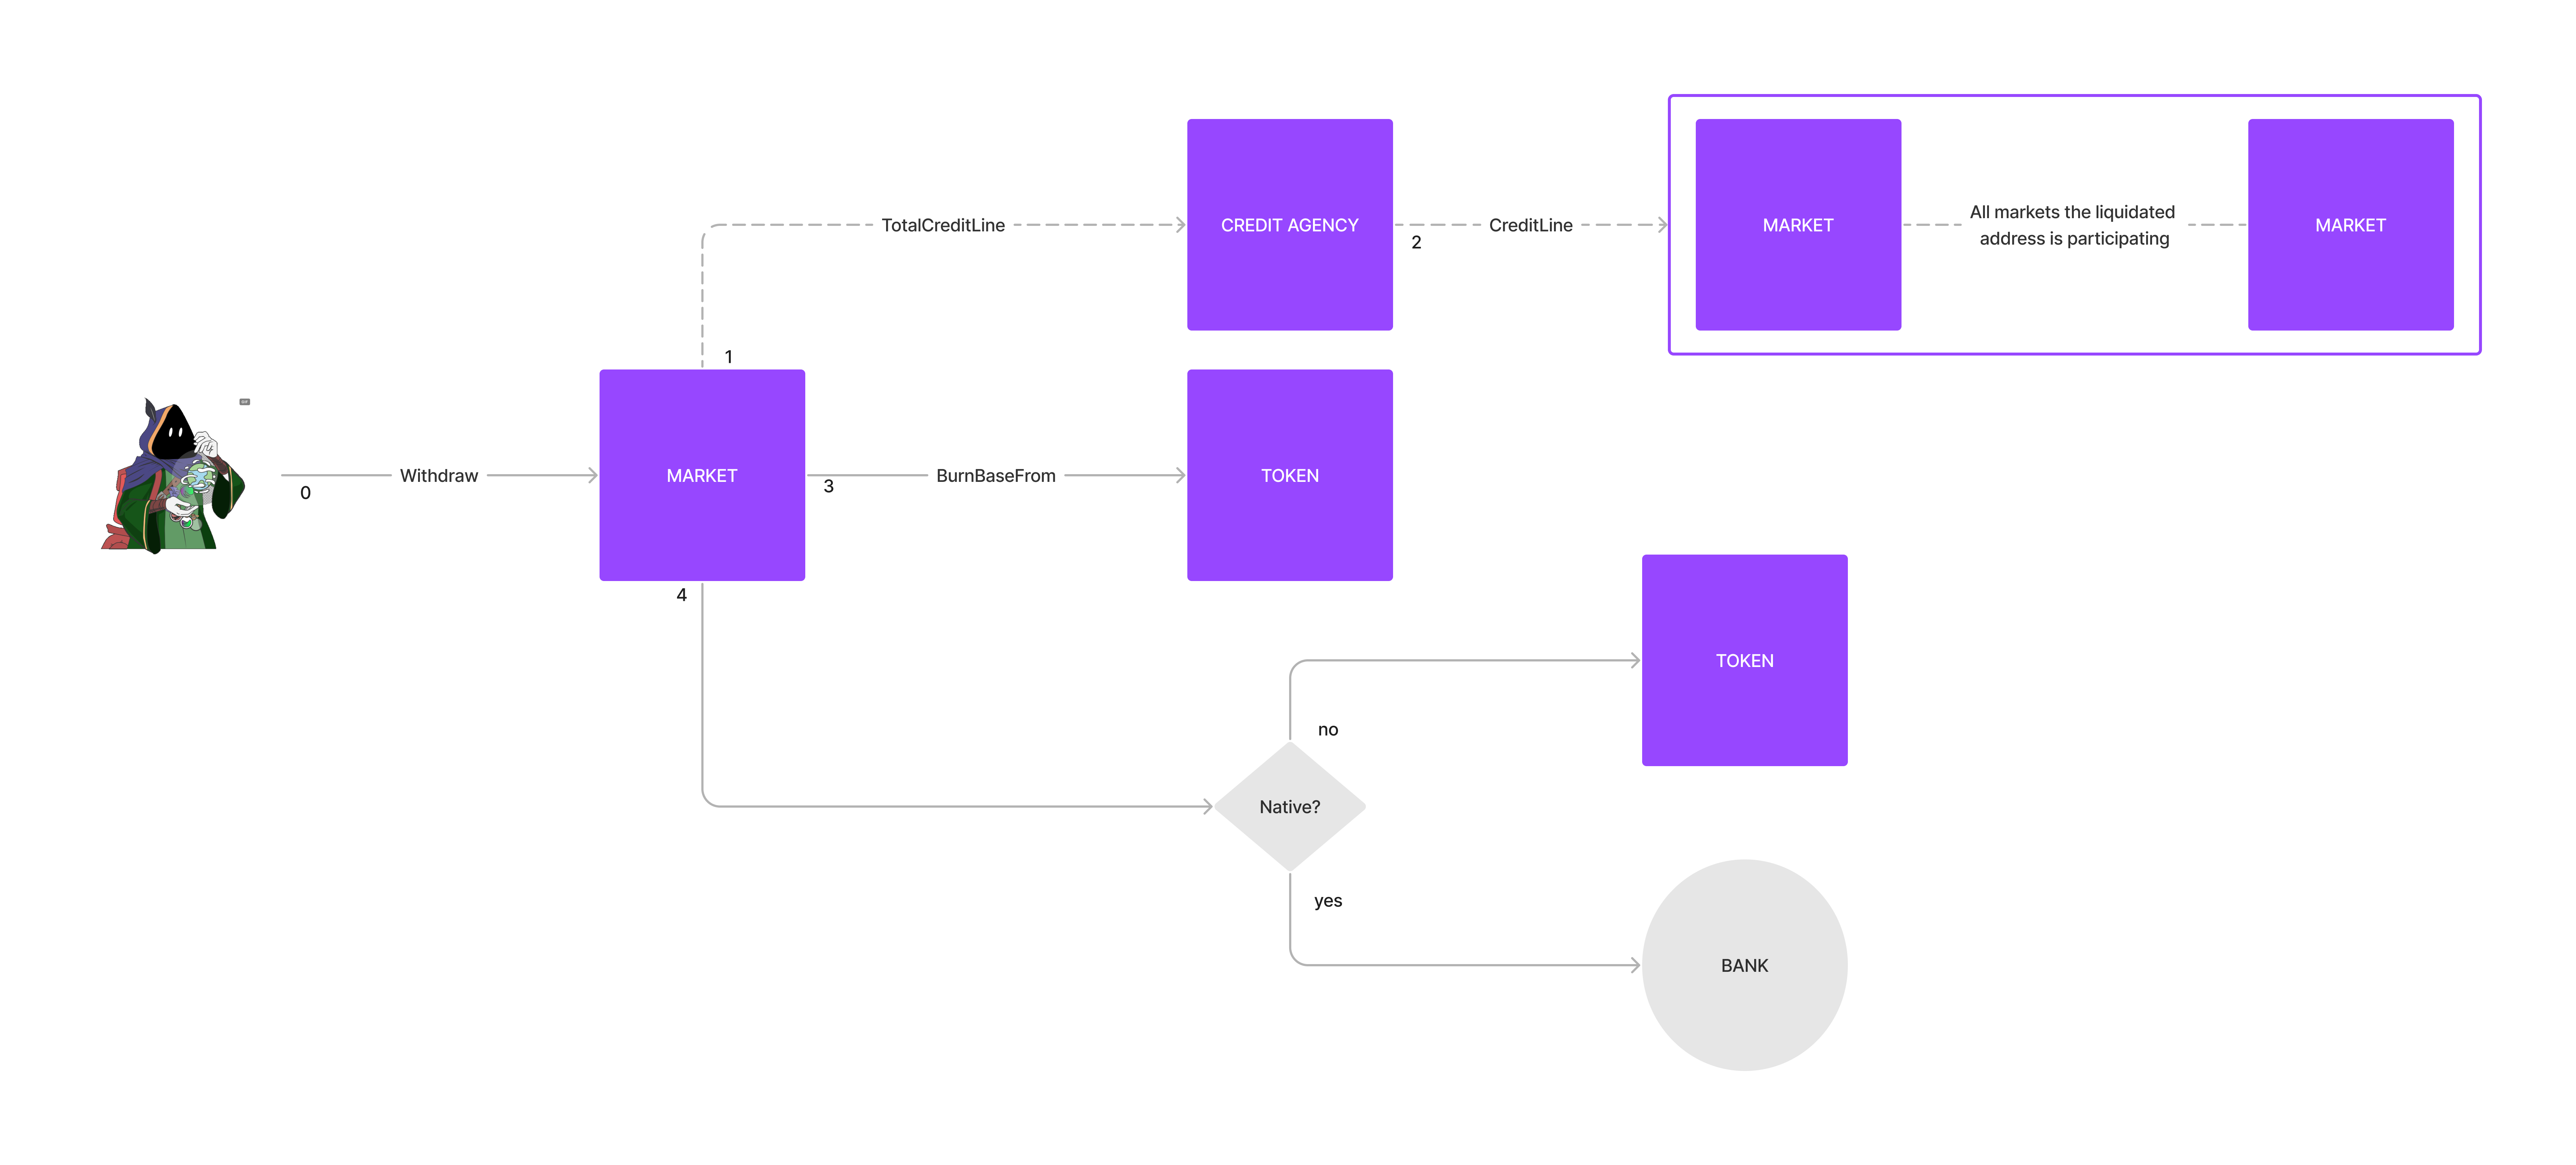 CREDIT AGENCY
TotalCreditLine
2
CreditLine
MARKET
All markets the liquidated
address is participating
MARKET
1
0
Withdraw
MARKET
3
BurnBaseFrom
TOKEN
4
TOKEN
no
Native?
yes
BANK